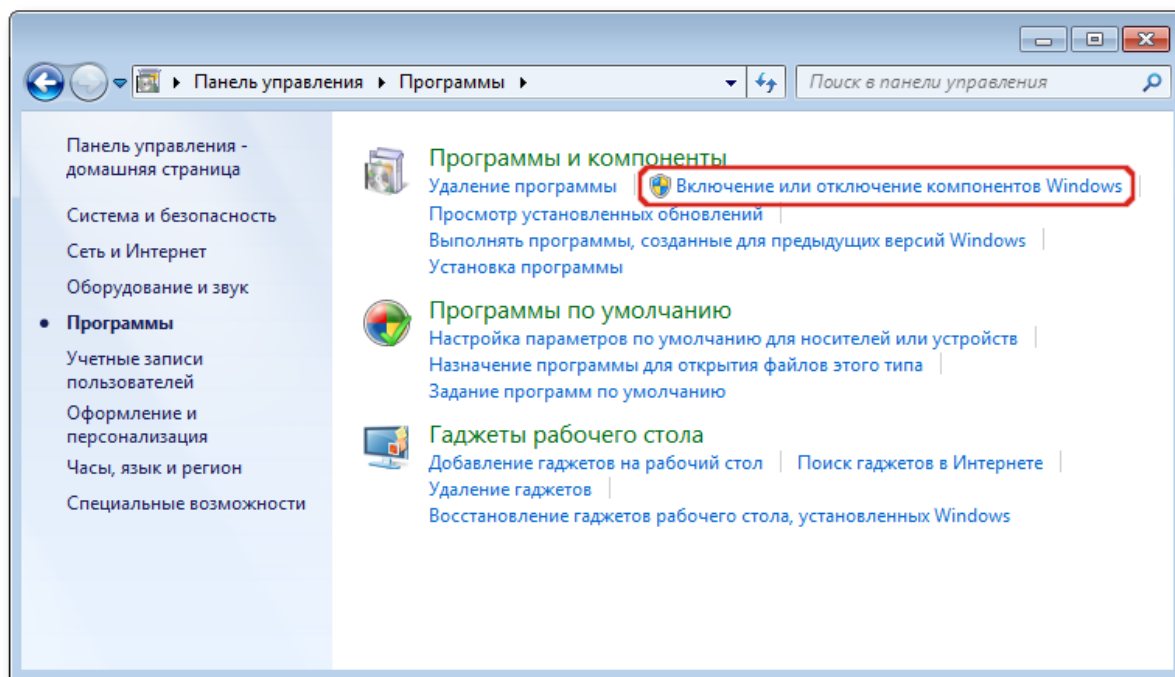 Панель управления Программы
Поиск в панели управления
Панель управления -
домашняя страница
Система и безопасность
Сеть и Интернет
Оборудование и звук
Программы
Учетные записи
пользователей
Оформление и
персонализация
Часы, язык и регион
Специальные возможности
Программы и компоненты
Удаление программы Включение или отключение компонентов Windows
Просмотр установленных обновлений
Выполнять программы, созданные для предыдущих версий Windows
Установка программы
Программы по умолчанию
Настройка параметров по умолчанию для носителей или устройств
Назначение программы для открытия файлов этого типа
Задание программ по умолчанию
Гаджеты рабочего стола
Добавление гаджетов на рабочий стол Поиск гаджетов в Интернете
Удаление гаджетов
Восстановление гаджетов рабочего стола, установленных Windows